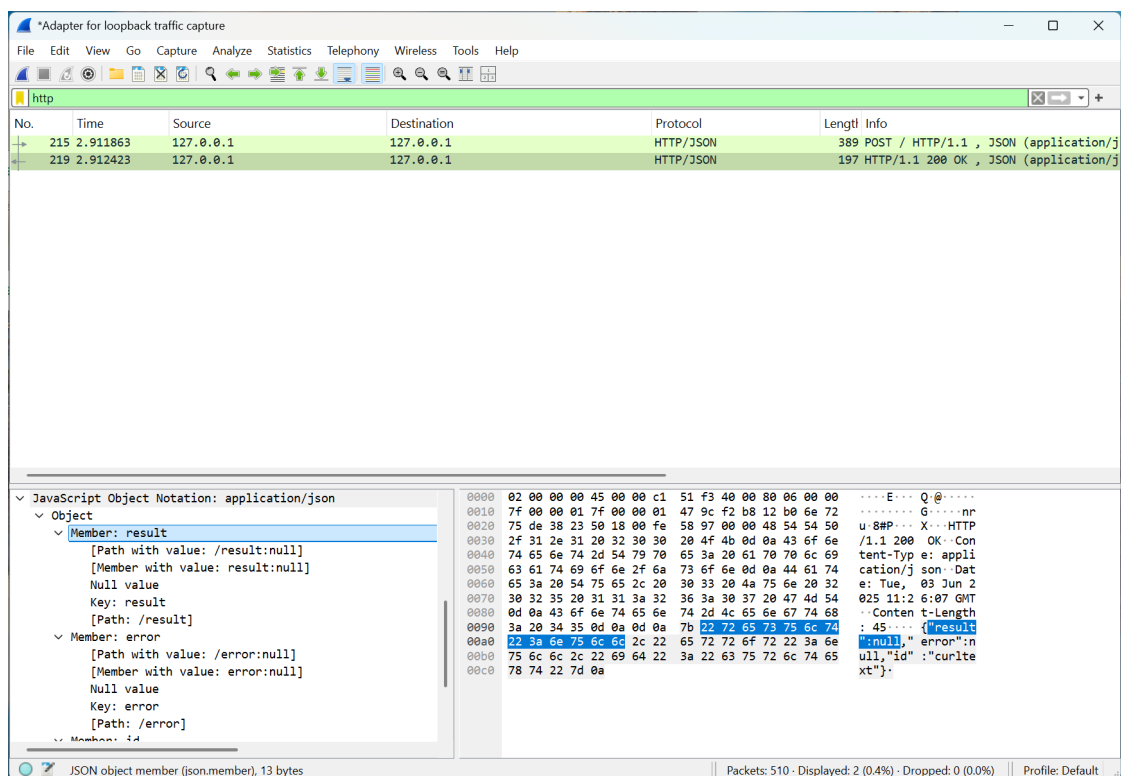 *Adapter for loopback traffic capture
File Edit View Go Capture Analyze Statistics Telephony Wireless Tools Help
http
No. Time Source Destination Protocol Length Info
215 2.911863 127.0.0.1 127.0.0.1 HTTP/JSON 389 POST / HTTP/1.1 , JSON (application/j
219 2.912423 127.0.0.1 127.0.0.1 HTTP/JSON 197 HTTP/1.1 200 OK , JSON (application/j
JavaScript Object Notation: application/json
Object
Member: result
[Path with value: /result:null]
[Member with value: result:null]
Null value
Key: result
[Path: /result]
Member: error
[Path with value: /error:null]
[Member with value: error:null]
Null value
Key: error
[Path: /error]
Member: id
0000 02 00 00 00 45 00 00 c1 51 f3 40 00 80 06 00 00 ····E··· Q·@·····
0010 7f 00 00 01 7f 00 00 01 47 9c f2 b8 12 b0 6e 72 ········ G·····nr
0020 75 de 38 23 50 18 00 fe 58 97 00 00 48 54 54 50 u·8#P··· X···HTTP
0030 2f 31 2e 31 20 32 30 30 20 4f 4b 0d 0a 43 6f 6e /1.1 200 OK··Con
0040 74 65 6e 74 2d 54 79 70 65 3a 20 61 70 70 6c 69 tent-Typ e: appli
0050 63 61 74 69 6f 6e 2f 6a 73 6f 6e 0d 0a 44 61 74 cation/j son··Dat
0060 65 3a 20 54 75 65 2c 20 30 33 20 4a 75 6e 20 32 e: Tue, 03 Jun 2
0070 30 32 35 20 31 31 3a 32 36 3a 30 37 20 47 4d 54 025 11:2 6:07 GMT
0080 0d 0a 43 6f 6e 74 65 6e 74 2d 4c 65 6e 67 74 68 ··Conten t-Length
0090 3a 20 34 35 0d 0a 0d 0a 7b 22 72 65 73 75 6c 74 : 45···· {"result
00a0 22 3a 6e 75 6c 6c 2c 22 65 72 72 6f 72 22 3a 6e ":null," error":n
00b0 75 6c 6c 2c 22 69 64 22 3a 22 63 75 72 6c 74 65 ull,"id" :"curlte
00c0 78 74 22 7d 0a xt"}·
JSON object member (json.member), 13 bytes
Packets: 510 · Displayed: 2 (0.4%) · Dropped: 0 (0.0%) Profile: Default